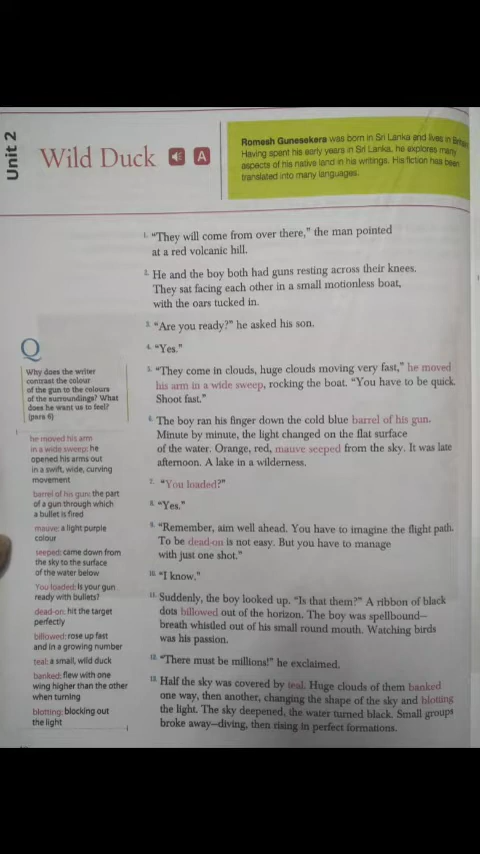 Unit 2
Wild Duck
A
Romesh Gunesekera was born in Sri Lanka and lives in
Having spent his early years in Sri Lanka, he explores many
aspects of his native land in his writings. His fiction has been
translated into many languages.
1. "They will come from over there," the man pointed
at a red volcanic hill.
2. He and the boy both had guns resting across their knees.
They sat facing each other in a small motionless boat,
with the oars tucked in.
3. "Are you ready?" he asked his son.
4. "Yes."
5. "They come in clouds, huge clouds moving very fast," he moved
his arm in a wide sweep, rocking the boat. "You have to be quick.
Shoot fast."
6. The boy ran his finger down the cold blue barrel of his gun.
Minute by minute, the light changed on the flat surface
of the water. Orange, red, mauve seeped from the sky. It was late
afternoon. A lake in a wilderness.
7. "You loaded?"
8. "Yes."
9. "Remember, aim well ahead. You have to imagine the flight path.
To be dead-on is not easy. But you have to manage
with just one shot."
10. "I know."
11. Suddenly, the boy looked up. "Is that them?" A ribbon of black
dots billowed out of the horizon. The boy was spellbound—
breath whistled out of his small round mouth. Watching birds
was his passion.
12. "There must be millions!" he exclaimed.
13. Half the sky was covered by teal. Huge clouds of them banked
one way, then another, changing the shape of the sky and blotting
the light. The sky deepened, the water turned black. Small groups
broke away—diving, then rising in perfect formations.
Q
Why does the writer
contrast the colour
of the gun to the colours
of the surroundings? What
does he want us to feel?
(para 6)
he moved his arm
in a wide sweep: he
opened his arms out
in a swift, wide, curving
movement
barrel of his gun: the part
of a gun through which
a bullet is fired
mauve: a light purple
colour
seeped: came down from
the sky to the surface
of the water below
You loaded: Is your gun
ready with bullets?
dead-on: hit the target
perfectly
billowed: rose up fast
and in a growing number
teal: a small, wild duck
banked: flew with one
wing higher than the other
when turning
blotting: blocking out
the light